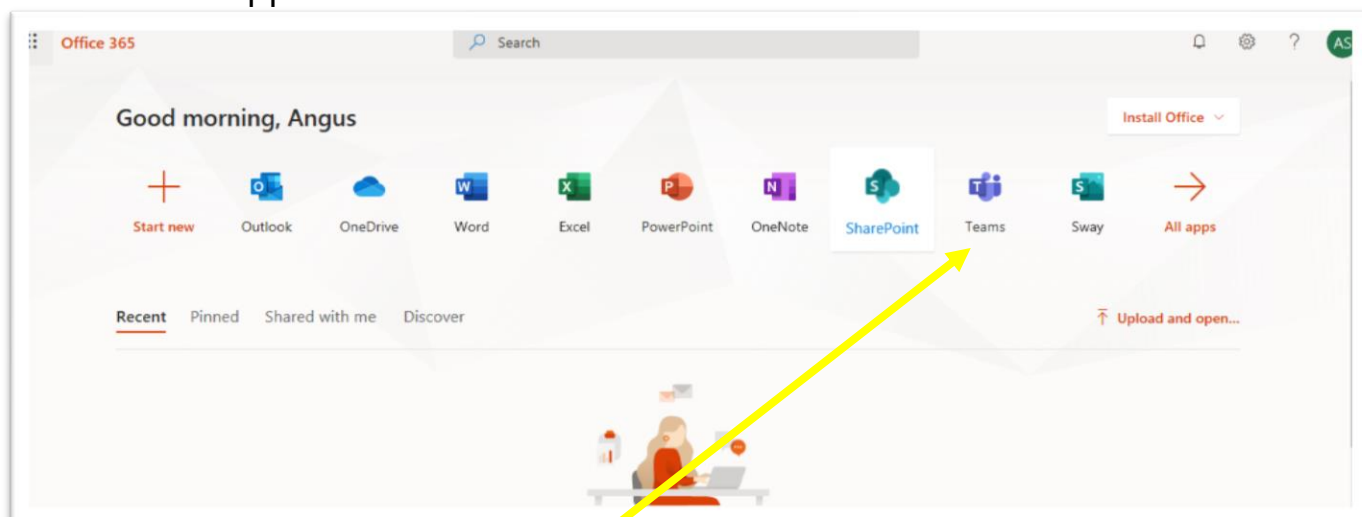 Office 365 Search ? AS
Good morning, Angus
Install Office
Start new Outlook OneDrive Word Excel PowerPoint OneNote SharePoint Teams Sway All apps
Recent Pinned Shared with me Discover
Upload and open...